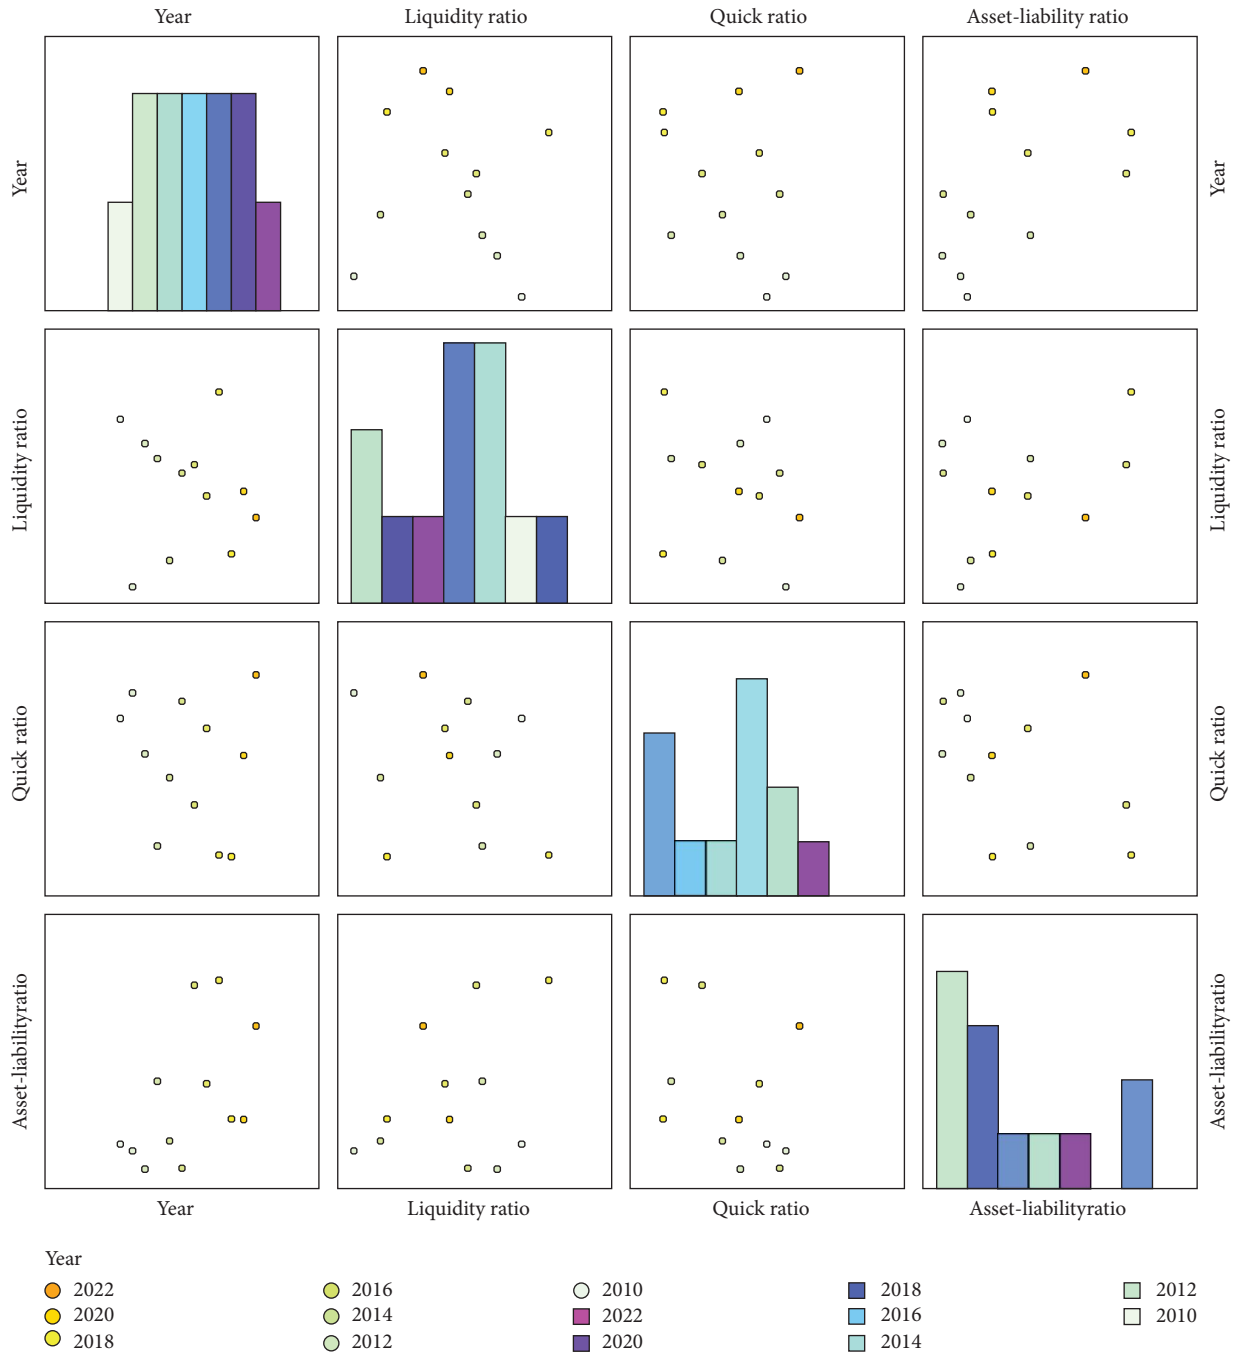 Year Liquidity ratio Quick ratio Asset-liability ratio
Year Year
Liquidity ratio Liquidity ratio
Quick ratio Quick ratio
Asset-liabilityratio Asset-liabilityratio
Year Liquidity ratio Quick ratio Asset-liabilityratio
Year
2022 2016 2010 2018 2012
2020 2014 2022 2016 2010
2018 2012 2020 2014